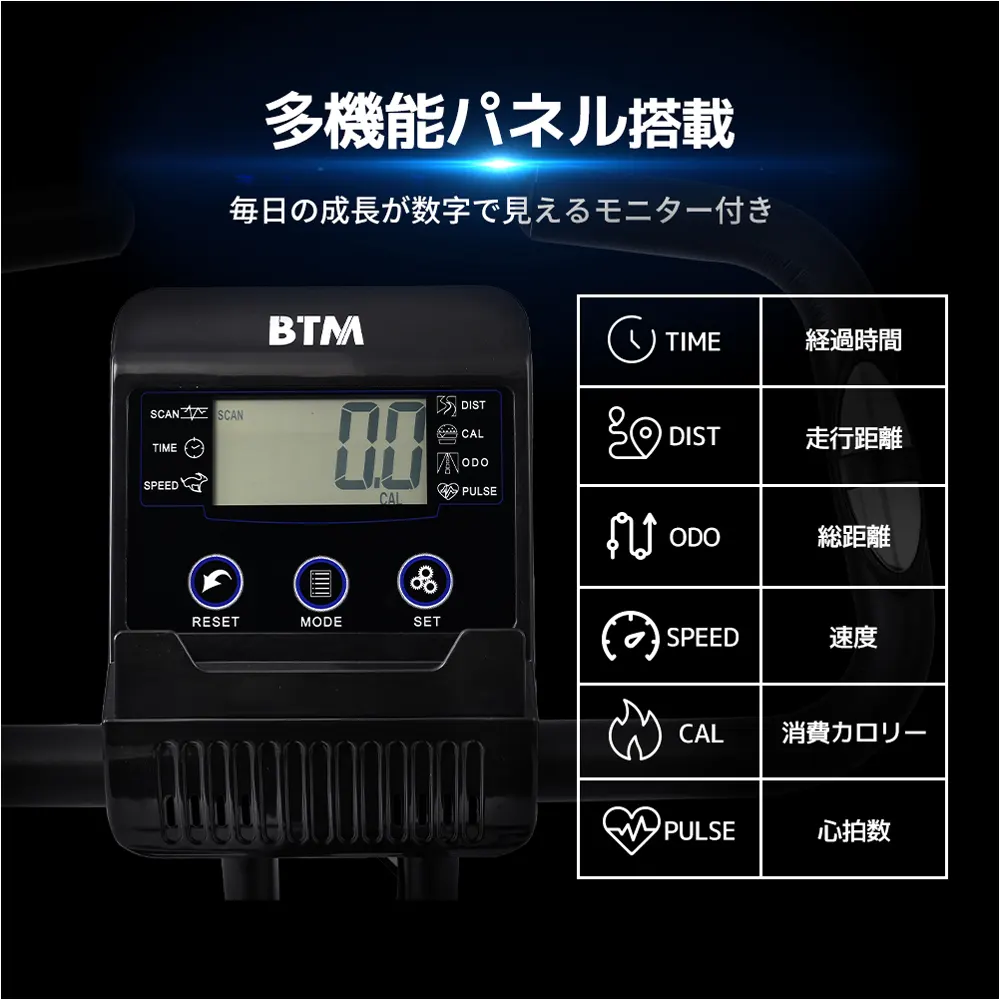 多機能パネル搭載
毎日の成長が数字で見えるモニター付き
BTM
SCAN
TIME
SPEED
SCAN
0.0
CAL
DIST
CAL
ODO
PULSE
RESET
MODE
SET
TIME 経過時間
DIST 走行距離
ODO 総距離
SPEED 速度
CAL 消費カロリー
PULSE 心拍数